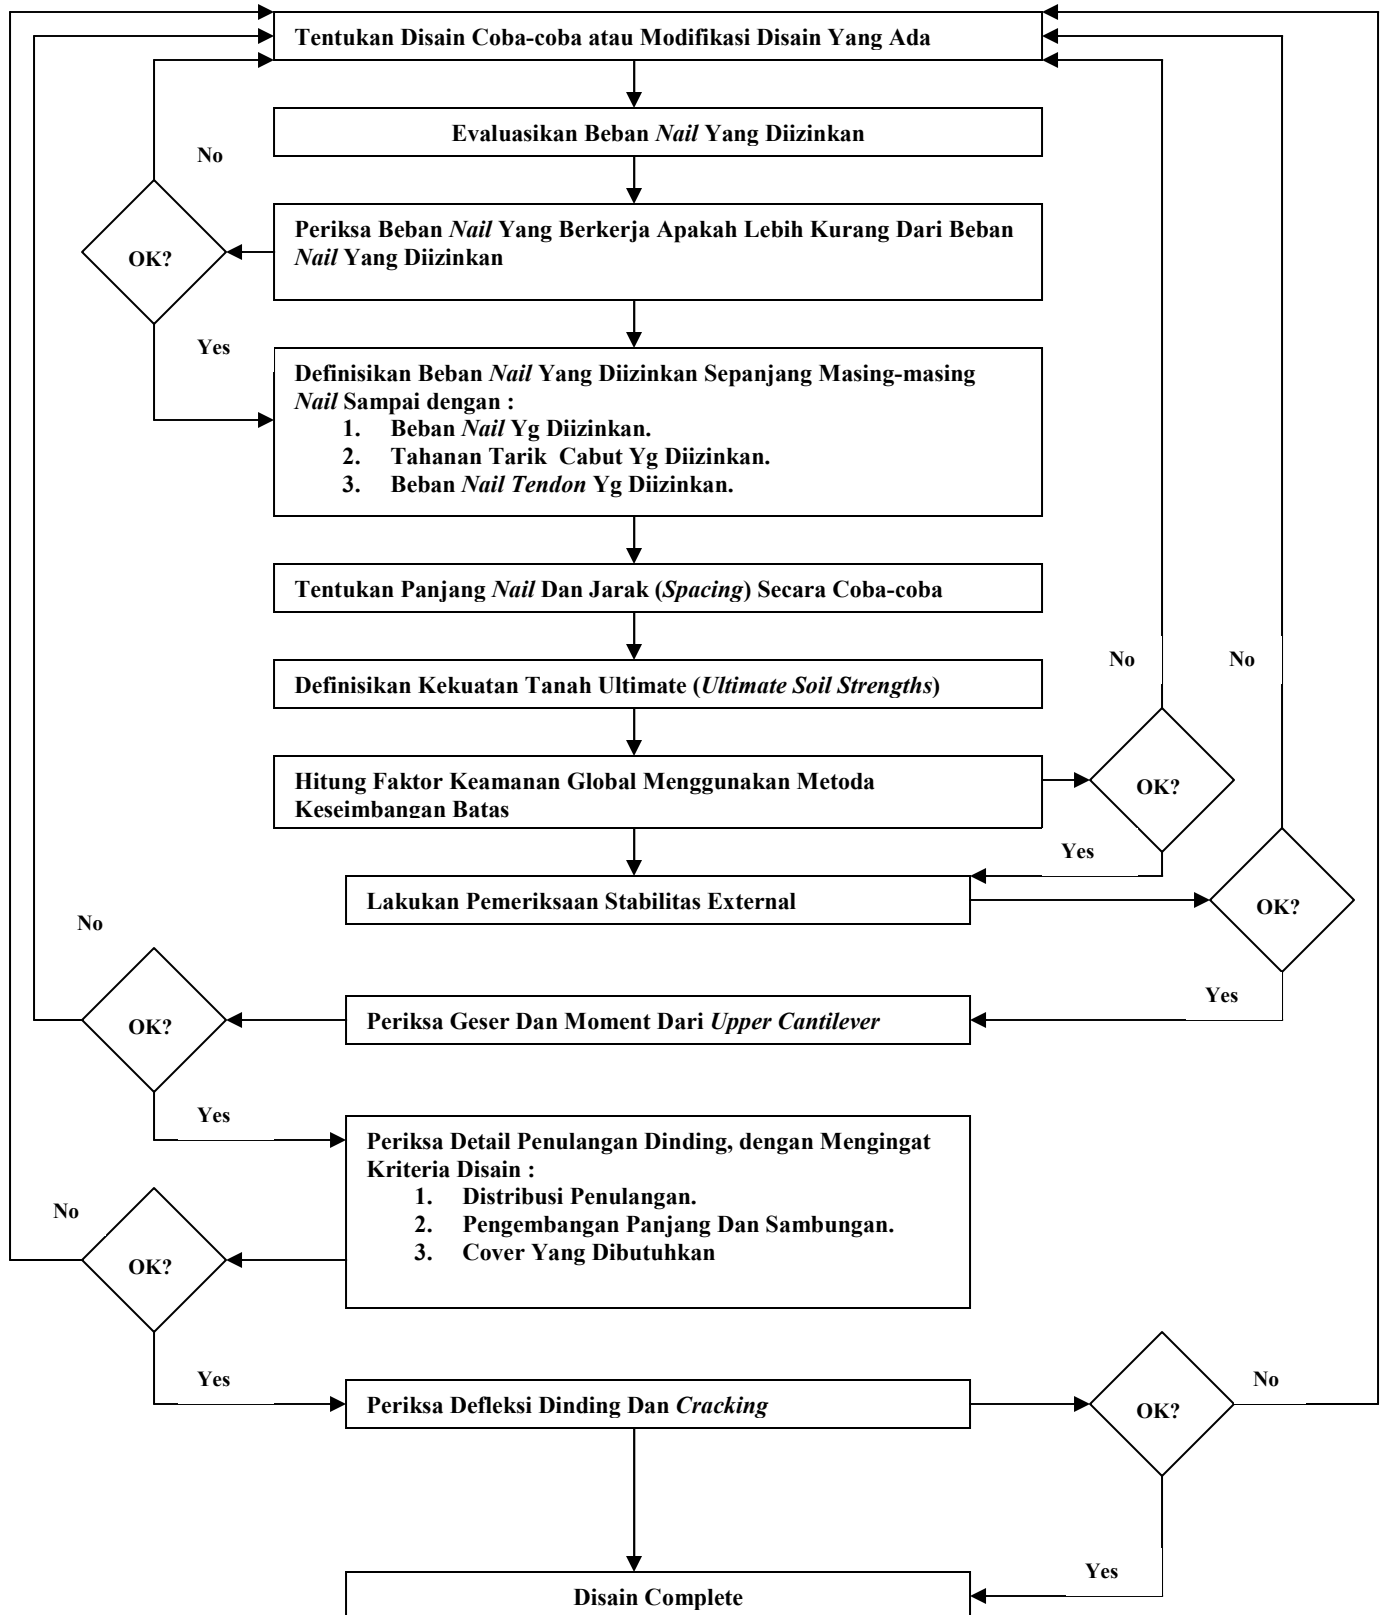 Tentukan Disain Coba-coba atau Modifikasi Disain Yang Ada
Evaluasikan Beban Nail Yang Diizinkan
No
Periksa Beban Nail Yang Berkerja Apakah Lebih Kurang Dari Beban
Nail Yang Diizinkan
OK?
Yes
Definisikan Beban Nail Yang Diizinkan Sepanjang Masing-masing
Nail Sampai dengan :
1. Beban Nail Yg Diizinkan.
2. Tahanan Tarik Cabut Yg Diizinkan.
3. Beban Nail Tendon Yg Diizinkan.
Tentukan Panjang Nail Dan Jarak (Spacing) Secara Coba-coba
No
No
Definisikan Kekuatan Tanah Ultimate (Ultimate Soil Strengths)
Hitung Faktor Keamanan Global Menggunakan Metoda
Keseimbangan Batas
OK?
Yes
Lakukan Pemeriksaan Stabilitas External
OK?
No
Yes
Periksa Geser Dan Moment Dari Upper Cantilever
OK?
Yes
Periksa Detail Penulangan Dinding, dengan Mengingat
Kriteria Disain :
1. Distribusi Penulangan.
2. Pengembangan Panjang Dan Sambungan.
3. Cover Yang Dibutuhkan
No
OK?
Yes
Periksa Defleksi Dinding Dan Cracking
OK?
No
Yes
Disain Complete